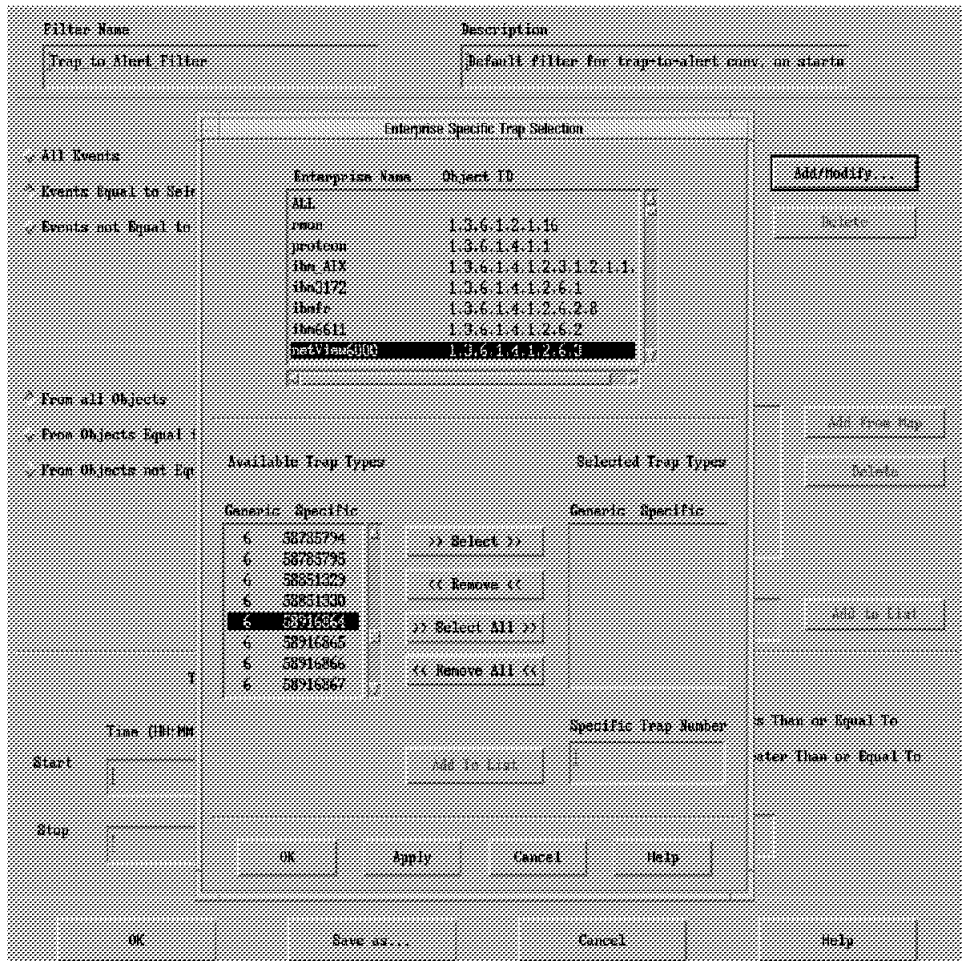 Filter Name Description
Trap to Alert Filter Default filter for trap-to-alert conv. on startu
Enterprise Specific Trap Selection
All Events
Events Equal to Sele
Events not Equal to
Add/Modify...
Delete
Enterprise Name Object ID
ALL
rmon 1.3.6.1.2.1.16
proteon 1.3.6.1.4.1.1
ibm_AIX 1.3.6.1.4.1.2.3.1.2.1.1.
ibm3172 1.3.6.1.4.1.2.6.1
ibmfr 1.3.6.1.4.1.2.6.2.8
ibm6611 1.3.6.1.4.1.2.6.2
netView6000 1.3.6.1.4.1.2.6.3
From all Objects
From Objects Equal t
From Objects not Equ
Add from Map
Delete
Available Trap Types Selected Trap Types
Generic Specific Generic Specific
6 58785794
6 58785795
6 58851329
6 58851330
6 58916864
6 58916865
6 58916866
6 58916867
>> Select >>
<< Remove <<
>> Select All >>
<< Remove All <<
Add to List
T
Time (HH:MM
Specific Trap Number
s Than or Equal To
eater Than or Equal To
Start
Add To List
Stop
OK Apply Cancel Help
OK Save as... Cancel Help